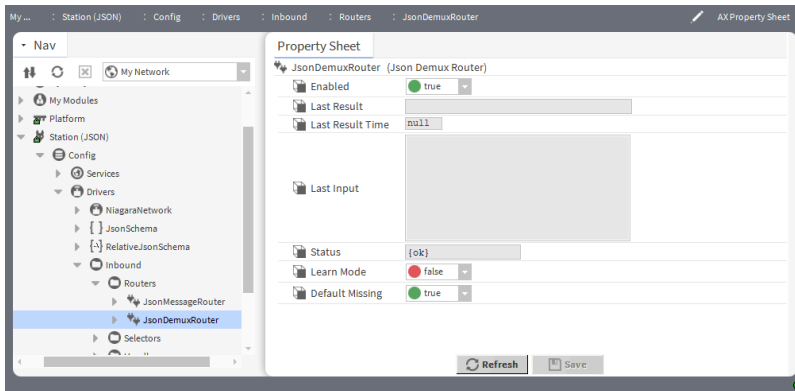 My ... : Station (JSON) : Config : Drivers : Inbound : Routers : JsonDemuxRouter AX Property Sheet
Nav
My Network
My Modules
Platform
Station (JSON)
Config
Services
Drivers
NiagaraNetwork
JsonSchema
RelativeJsonSchema
Inbound
Routers
JsonMessageRouter
JsonDemuxRouter
Selectors
Property Sheet
JsonDemuxRouter (Json Demux Router)
Enabled true
Last Result
Last Result Time null
Last Input
Status {ok}
Learn Mode false
Default Missing true
Refresh Save